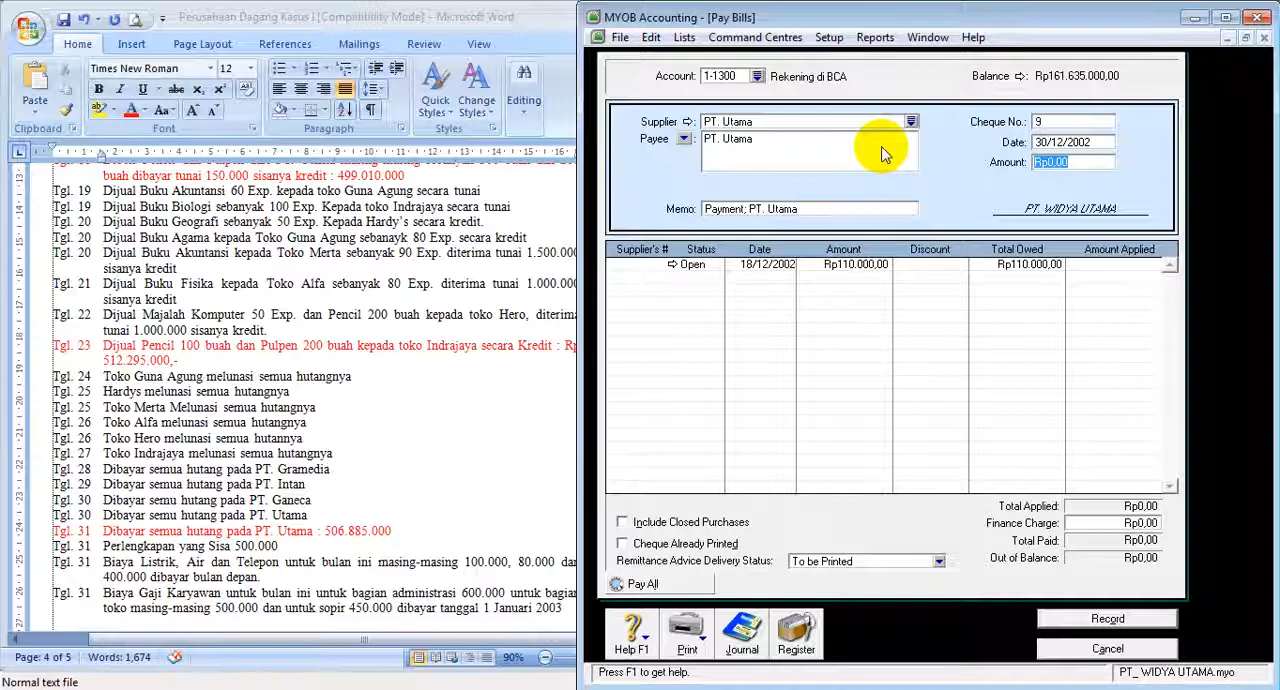 Perusahaan Dagang Kasus I [Compatibility Mode] - Microsoft Word
Home Insert Page Layout References Mailings Review View
Times New Roman 12
Paste
Quick Styles
Change Styles
Editing
Clipboard Font Paragraph Styles
buah dibayar tunai 150.000 sisanya kredit : 499.010.000
Tgl. 19 Dijual Buku Akuntansi 60 Exp. kepada toko Guna Agung secara tunai
Tgl. 19 Dijual Buku Biologi sebanyak 100 Exp. Kepada toko Indrajaya secara tunai
Tgl. 20 Dijual Buku Geografi sebanyak 50 Exp. Kepada Hardy's secara kredit.
Tgl. 20 Dijual Buku Agama kepada Toko Guna Agung sebanayk 80 Exp. secara kredit
Tgl. 20 Dijual Buku Akuntansi kepada Toko Merta sebanyak 90 Exp. diterima tunai 1.500.
sisanya kredit
Tgl. 21 Dijual Buku Fisika kepada Toko Alfa sebanyak 80 Exp. diterima tunai 1.000.
sisanya kredit
Tgl. 22 Dijual Majalah Komputer 50 Exp. dan Pencil 200 buah kepada toko Hero, diterim
tunai 1.000.000 sisanya kredit.
Tgl. 23 Dijual Pencil 100 buah dan Pulpen 200 buah kepada toko Indrajaya secara Kredit : Rp
512.295.000,-
Tgl. 24 Toko Guna Agung melunasi semua hutangnya
Tgl. 25 Hardys melunasi semua hutangnya
Tgl. 25 Toko Merta Melunasi semua hutangnya
Tgl. 26 Toko Alfa melunasi semua hutangnya
Tgl. 26 Toko Hero melunasi semua hutannya
Tgl. 27 Toko Indrajaya melunasi semua hutangnya
Tgl. 28 Dibayar semua hutang pada PT. Gramedia
Tgl. 29 Dibayar semua hutang pada PT. Intan
Tgl. 30 Dibayar semu hutang pada PT. Ganeca
Tgl. 30 Dibayar semu hutang pada PT. Utama
Tgl. 31 Dibayar semua hutang pada PT. Utama : 506.885.000
Tgl. 31 Perlengkapan yang Sisa 500.000
Tgl. 31 Biaya Listrik, Air dan Telepon untuk bulan ini masing-masing 100.000, 80.000 dan
400.000 dibayar bulan depan.
Tgl. 31 Biaya Gaji Karyawan untuk bulan ini untuk bagian administrasi 600.000 untuk bagian
toko masing-masing 500.000 dan untuk sopir 450.000 dibayar tanggal 1 Januari 2003
Page: 4 of 5 Words: 1,674 90%
Normal text file
MYOB Accounting - [Pay Bills]
File Edit Lists Command Centres Setup Reports Window Help
Account: 1-1300 Rekening di BCA Balance : Rp161.635.000,00
Supplier : PT. Utama Cheque No.: 9
Payee : PT. Utama Date: 30/12/2002
Amount: Rp0,00
Memo: Payment; PT. Utama PT. WIDYA UTAMA
Supplier's # Status Date Amount Discount Total Owed Amount Applied
Open 18/12/2002 Rp110.000,00 Rp110.000,00
Total Applied: Rp0,00
Include Closed Purchases Finance Charge: Rp0,00
Cheque Already Printed Total Paid: Rp0,00
Remittance Advice Delivery Status: To be Printed Out of Balance: Rp0,00
Pay All
Help F1 Print Journal Register
Record
Cancel
Press F1 to get help. PT_ WIDYA UTAMA.myo